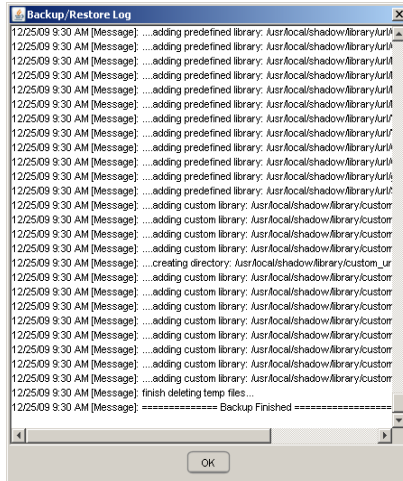 Backup/Restore Log
12/25/09 9:30 AM [Message]: ....adding predefined library: /usr/local/shadow/library/url/
12/25/09 9:30 AM [Message]: ....adding predefined library: /usr/local/shadow/library/url/
12/25/09 9:30 AM [Message]: ....adding predefined library: /usr/local/shadow/library/url/
12/25/09 9:30 AM [Message]: ....adding predefined library: /usr/local/shadow/library/url/
12/25/09 9:30 AM [Message]: ....adding predefined library: /usr/local/shadow/library/url/
12/25/09 9:30 AM [Message]: ....adding predefined library: /usr/local/shadow/library/url/
12/25/09 9:30 AM [Message]: ....adding predefined library: /usr/local/shadow/library/url/
12/25/09 9:30 AM [Message]: ....adding predefined library: /usr/local/shadow/library/url/
12/25/09 9:30 AM [Message]: ....adding predefined library: /usr/local/shadow/library/url/
12/25/09 9:30 AM [Message]: ....adding predefined library: /usr/local/shadow/library/url/
12/25/09 9:30 AM [Message]: ....adding predefined library: /usr/local/shadow/library/url/
12/25/09 9:30 AM [Message]: ....adding predefined library: /usr/local/shadow/library/url/
12/25/09 9:30 AM [Message]: ....adding custom library: /usr/local/shadow/library/custom
12/25/09 9:30 AM [Message]: ....adding custom library: /usr/local/shadow/library/custom
12/25/09 9:30 AM [Message]: ....adding custom library: /usr/local/shadow/library/custom
12/25/09 9:30 AM [Message]: ....adding custom library: /usr/local/shadow/library/custom
12/25/09 9:30 AM [Message]: ....creating directory: /usr/local/shadow/library/custom_ur
12/25/09 9:30 AM [Message]: ....adding custom library: /usr/local/shadow/library/custom
12/25/09 9:30 AM [Message]: ....adding custom library: /usr/local/shadow/library/custom
12/25/09 9:30 AM [Message]: ....adding custom library: /usr/local/shadow/library/custom
12/25/09 9:30 AM [Message]: ....adding custom library: /usr/local/shadow/library/custom
12/25/09 9:30 AM [Message]: ....adding custom library: /usr/local/shadow/library/custom
12/25/09 9:30 AM [Message]: ....adding custom library: /usr/local/shadow/library/custom
12/25/09 9:30 AM [Message]: ....adding custom library: /usr/local/shadow/library/custom
12/25/09 9:30 AM [Message]: ....adding custom library: /usr/local/shadow/library/custom
12/25/09 9:30 AM [Message]: finish deleting temp files...
12/25/09 9:30 AM [Message]: ============== Backup Finished ==================
OK